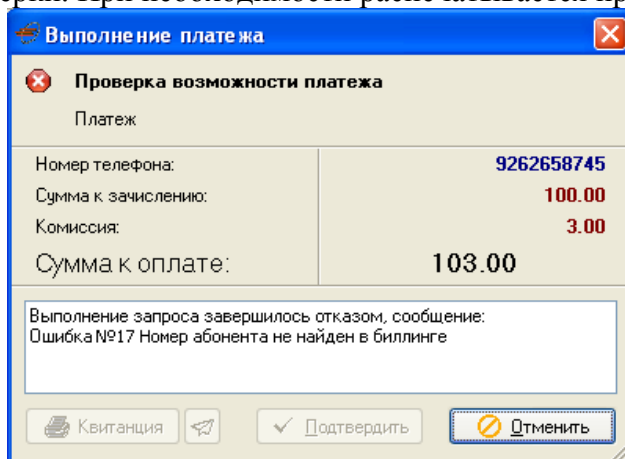 Выполнение платежа
Проверка возможности платежа
Платеж
Номер телефона: 9262658745
Сумма к зачислению: 100.00
Комиссия: 3.00
Сумма к оплате: 103.00
Выполнение запроса завершилось отказом, сообщение:
Ошибка №17 Номер абонента не найден в биллинге
Квитанция Подтвердить Отменить